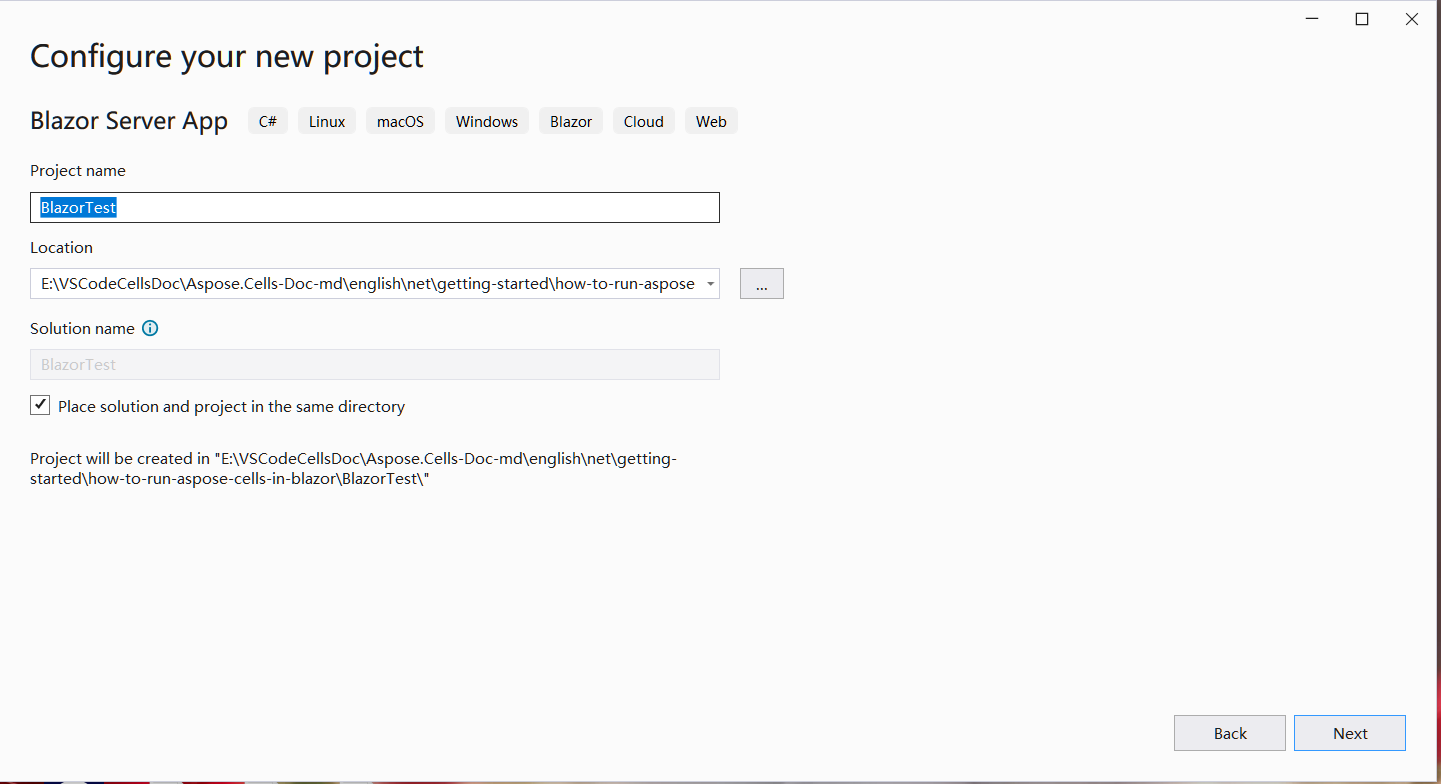 Configure your new project
Blazor Server App C# Linux macOS Windows Blazor Cloud Web
Project name
BlazorTest
Location
E:\VSCodeCellsDoc\Aspose.Cells-Doc-md\english\net\getting-started\how-to-run-aspose ...
Solution name
BlazorTest
Place solution and project in the same directory
Project will be created in "E:\VSCodeCellsDoc\Aspose.Cells-Doc-md\english\net\getting-
started\how-to-run-aspose-cells-in-blazor\BlazorTest\"
Back Next